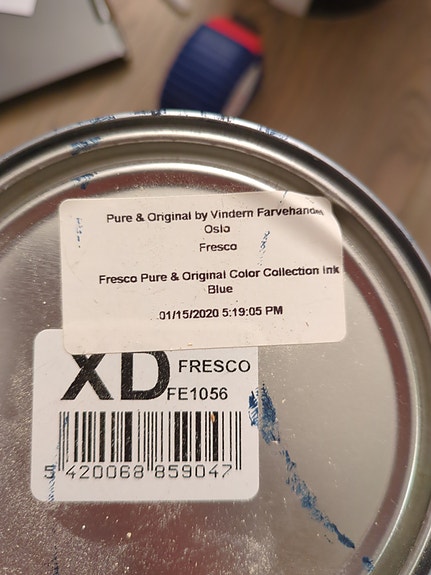 Pure & Original by Vindern Farvehandel
Oslo
Fresco
Fresco Pure & Original Color Collection Ink
Blue
01/15/2020 5:19:05 PM
XD FRESCO
FE1056
5 420068 859047